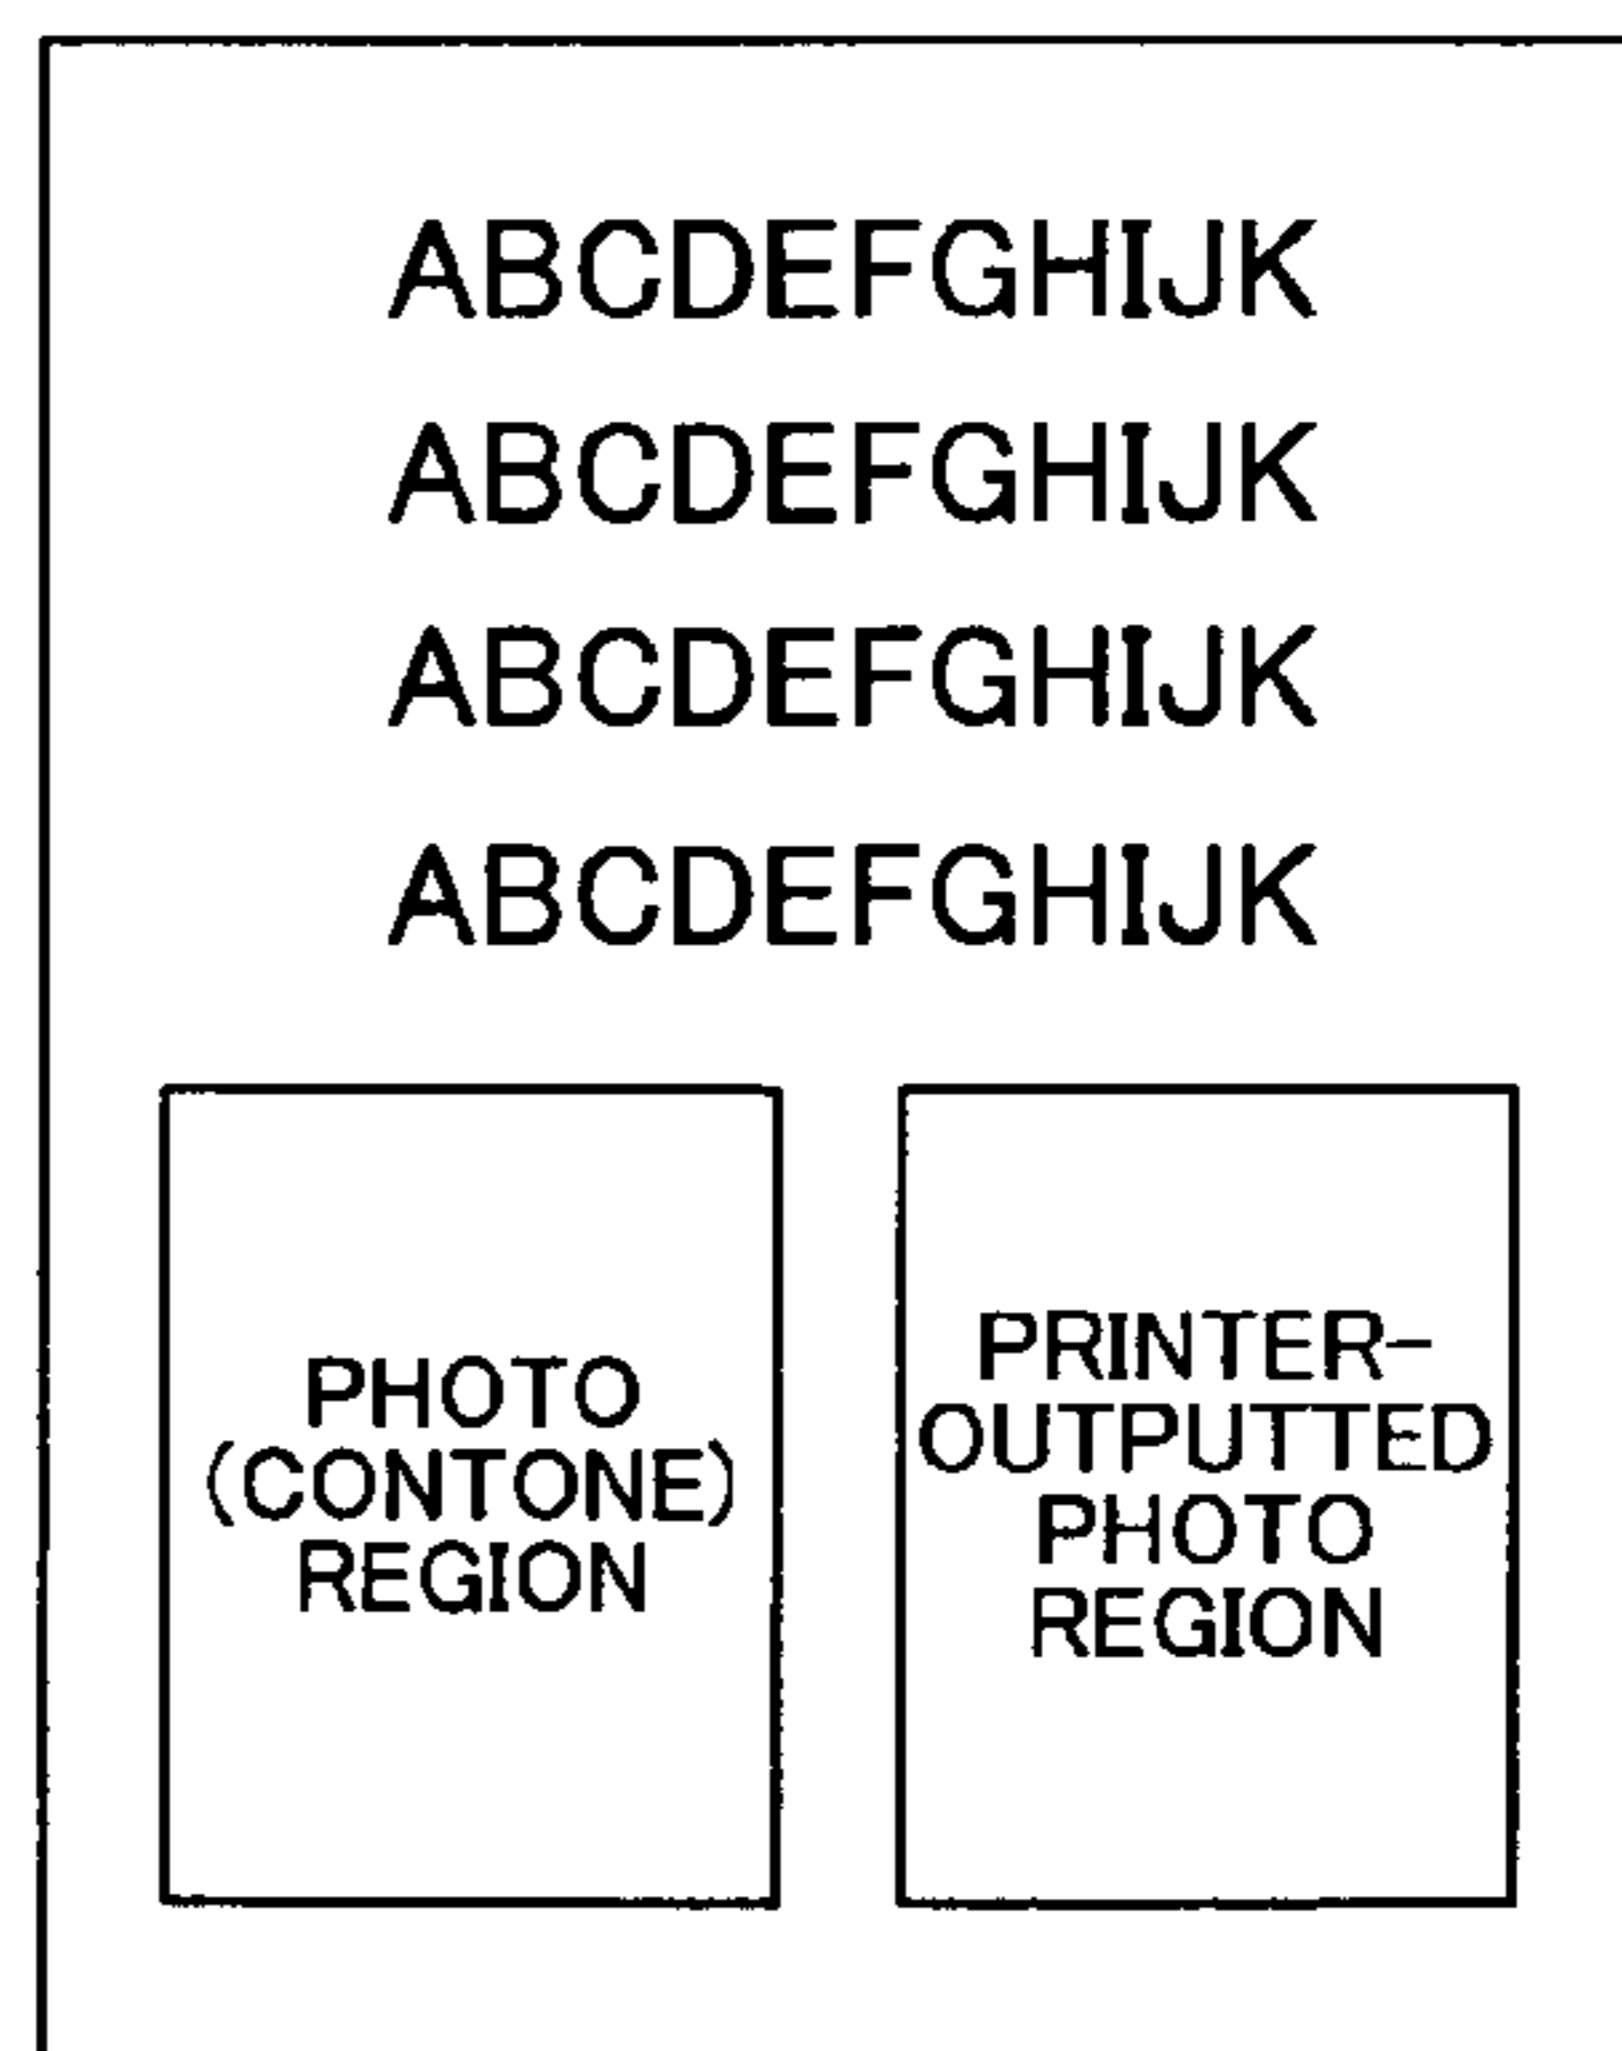 ABCDEFGHIJK
ABCDEFGHIJK
ABCDEFGHIJK
ABCDEFGHIJK
PHOTO
(CONTONE)
REGION
PRINTER-
OUTPUTTED
PHOTO
REGION